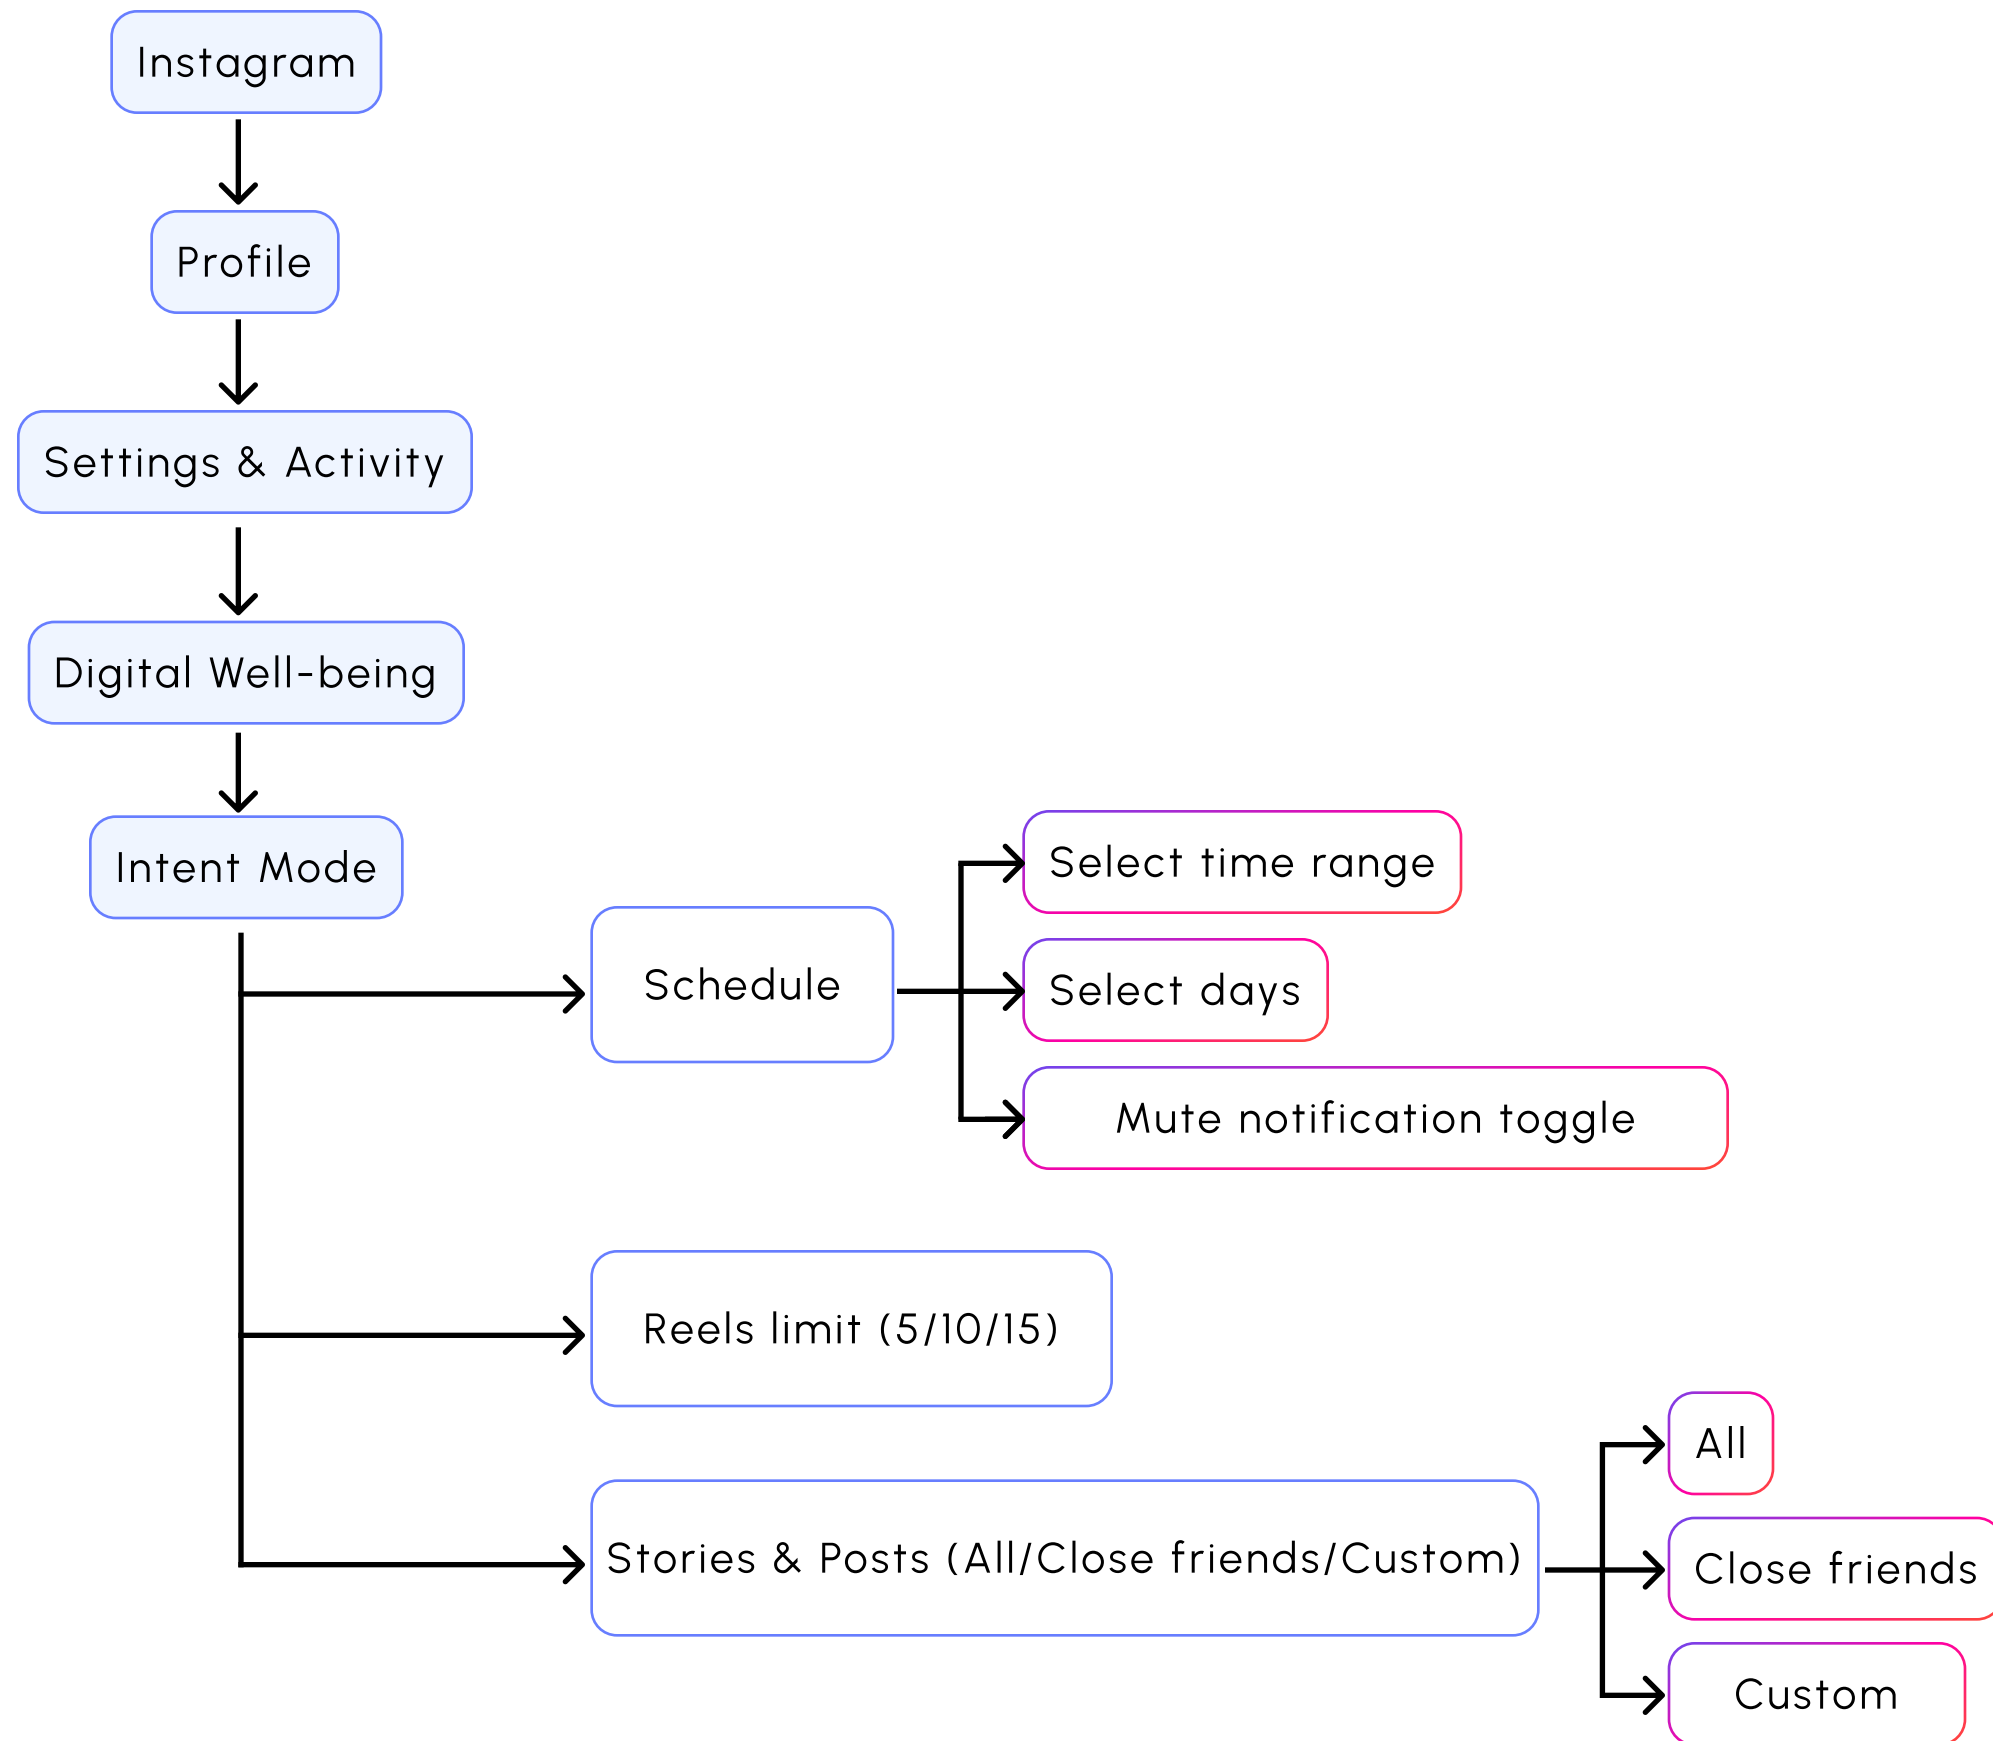 Instagram
Profile
Settings & Activity
Digital Well-being
Intent Mode
Schedule
Select time range
Select days
Mute notification toggle
Reels limit (5/10/15)
Stories & Posts (All/Close friends/Custom)
All
Close friends
Custom